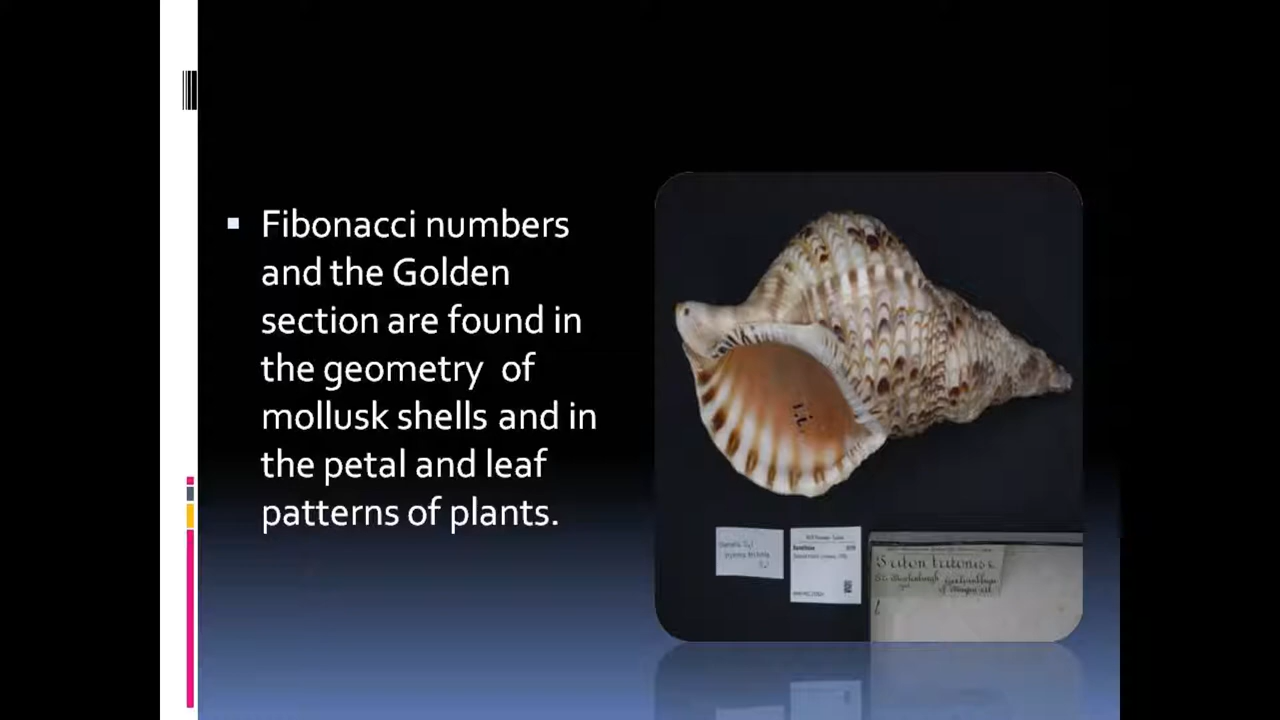 Fibonacci numbers
and the Golden
section are found in
the geometry of
mollusk shells and in
the petal and leaf
patterns of plants.